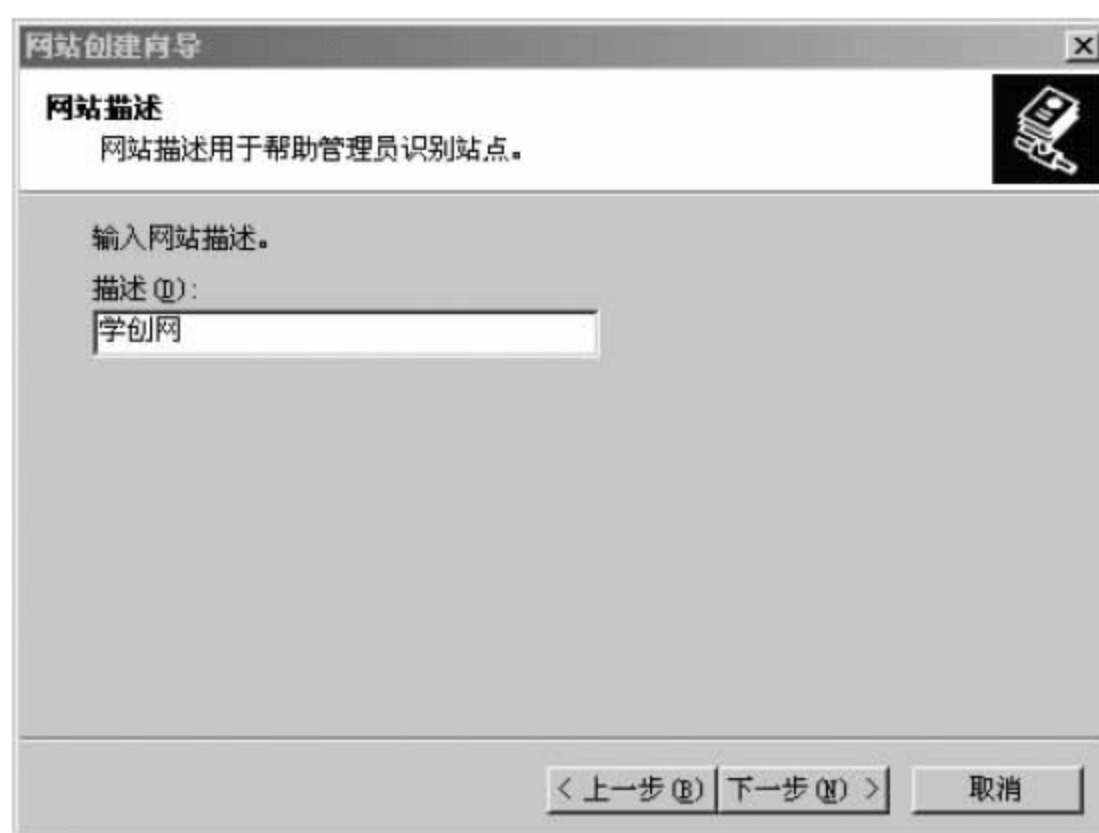 网站创建向导
网站描述
网站描述用于帮助管理员识别站点。
输入网站描述。
描述(D):
学创网
< 上一步(B) 下一步(N) > 取消